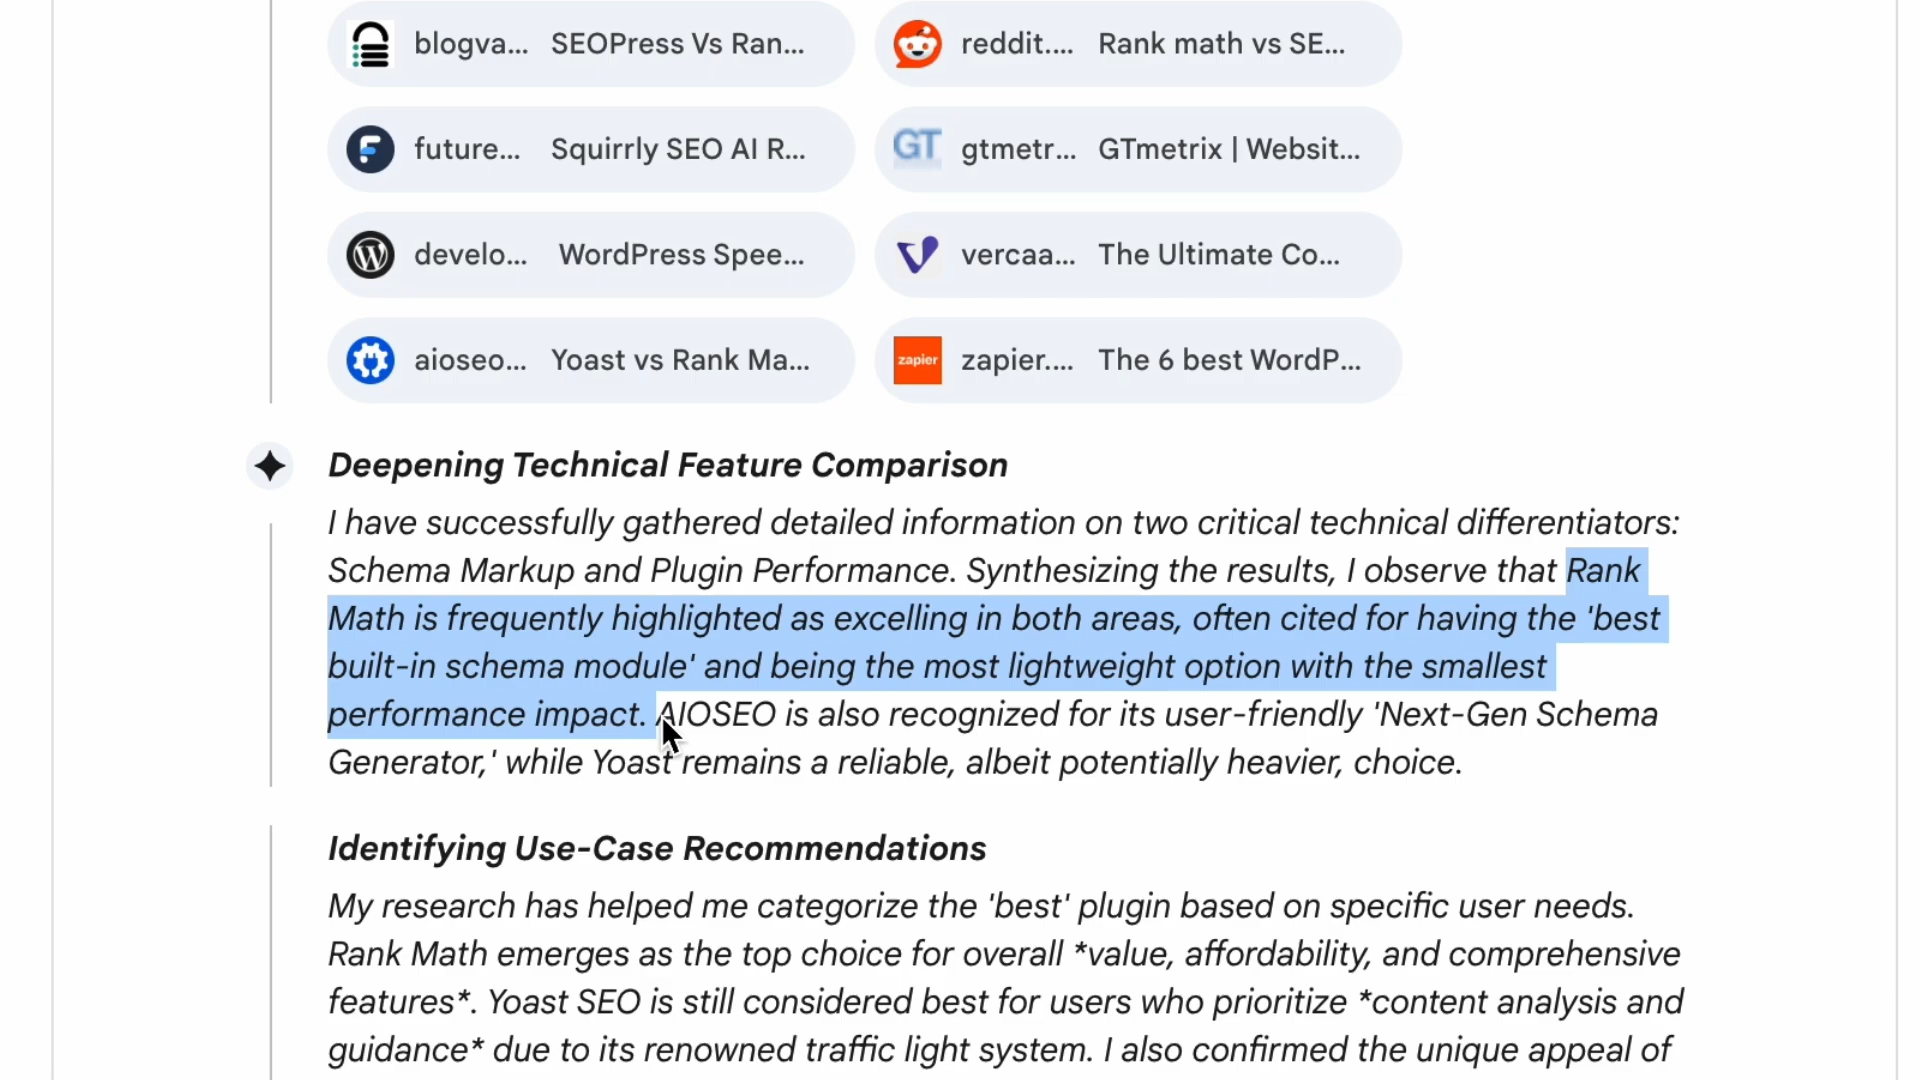 blogva... SEOPress Vs Ran...
reddit.... Rank math vs SE...
future... Squirrly SEO AI R...
GT gtmetr... GTmetrix | Websit...
develo... WordPress Spee...
vercaa... The Ultimate Co...
aioseo... Yoast vs Rank Ma...
zapier zapier.... The 6 best WordP...
Deepening Technical Feature Comparison
I have successfully gathered detailed information on two critical technical differentiators:
Schema Markup and Plugin Performance. Synthesizing the results, I observe that Rank
Math is frequently highlighted as excelling in both areas, often cited for having the 'best
built-in schema module' and being the most lightweight option with the smallest
performance impact. AIOSEO is also recognized for its user-friendly 'Next-Gen Schema
Generator,' while Yoast remains a reliable, albeit potentially heavier, choice.
Identifying Use-Case Recommendations
My research has helped me categorize the 'best' plugin based on specific user needs.
Rank Math emerges as the top choice for overall *value, affordability, and comprehensive
features*. Yoast SEO is still considered best for users who prioritize *content analysis and
guidance* due to its renowned traffic light system. I also confirmed the unique appeal of